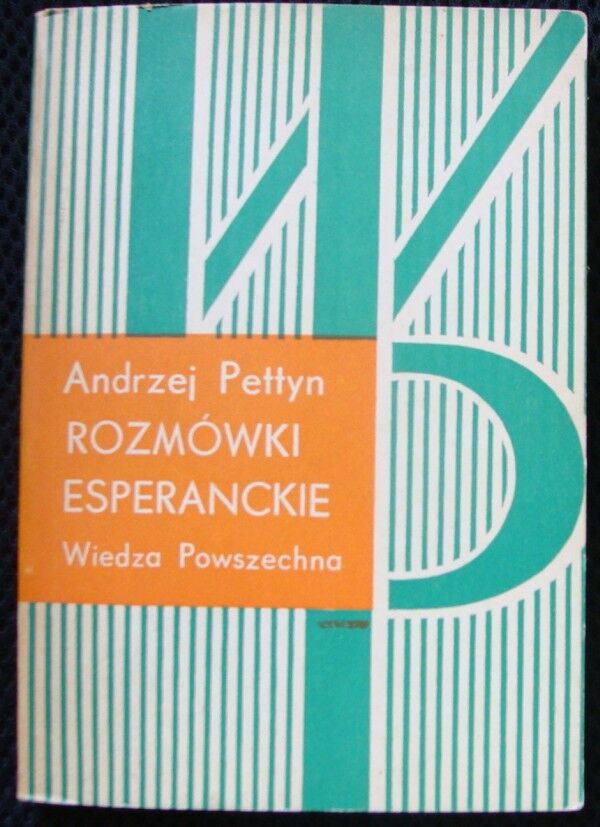 Andrzej Pettyn
ROZMÓWKI
ESPERANCKIE
Wiedza Powszechna